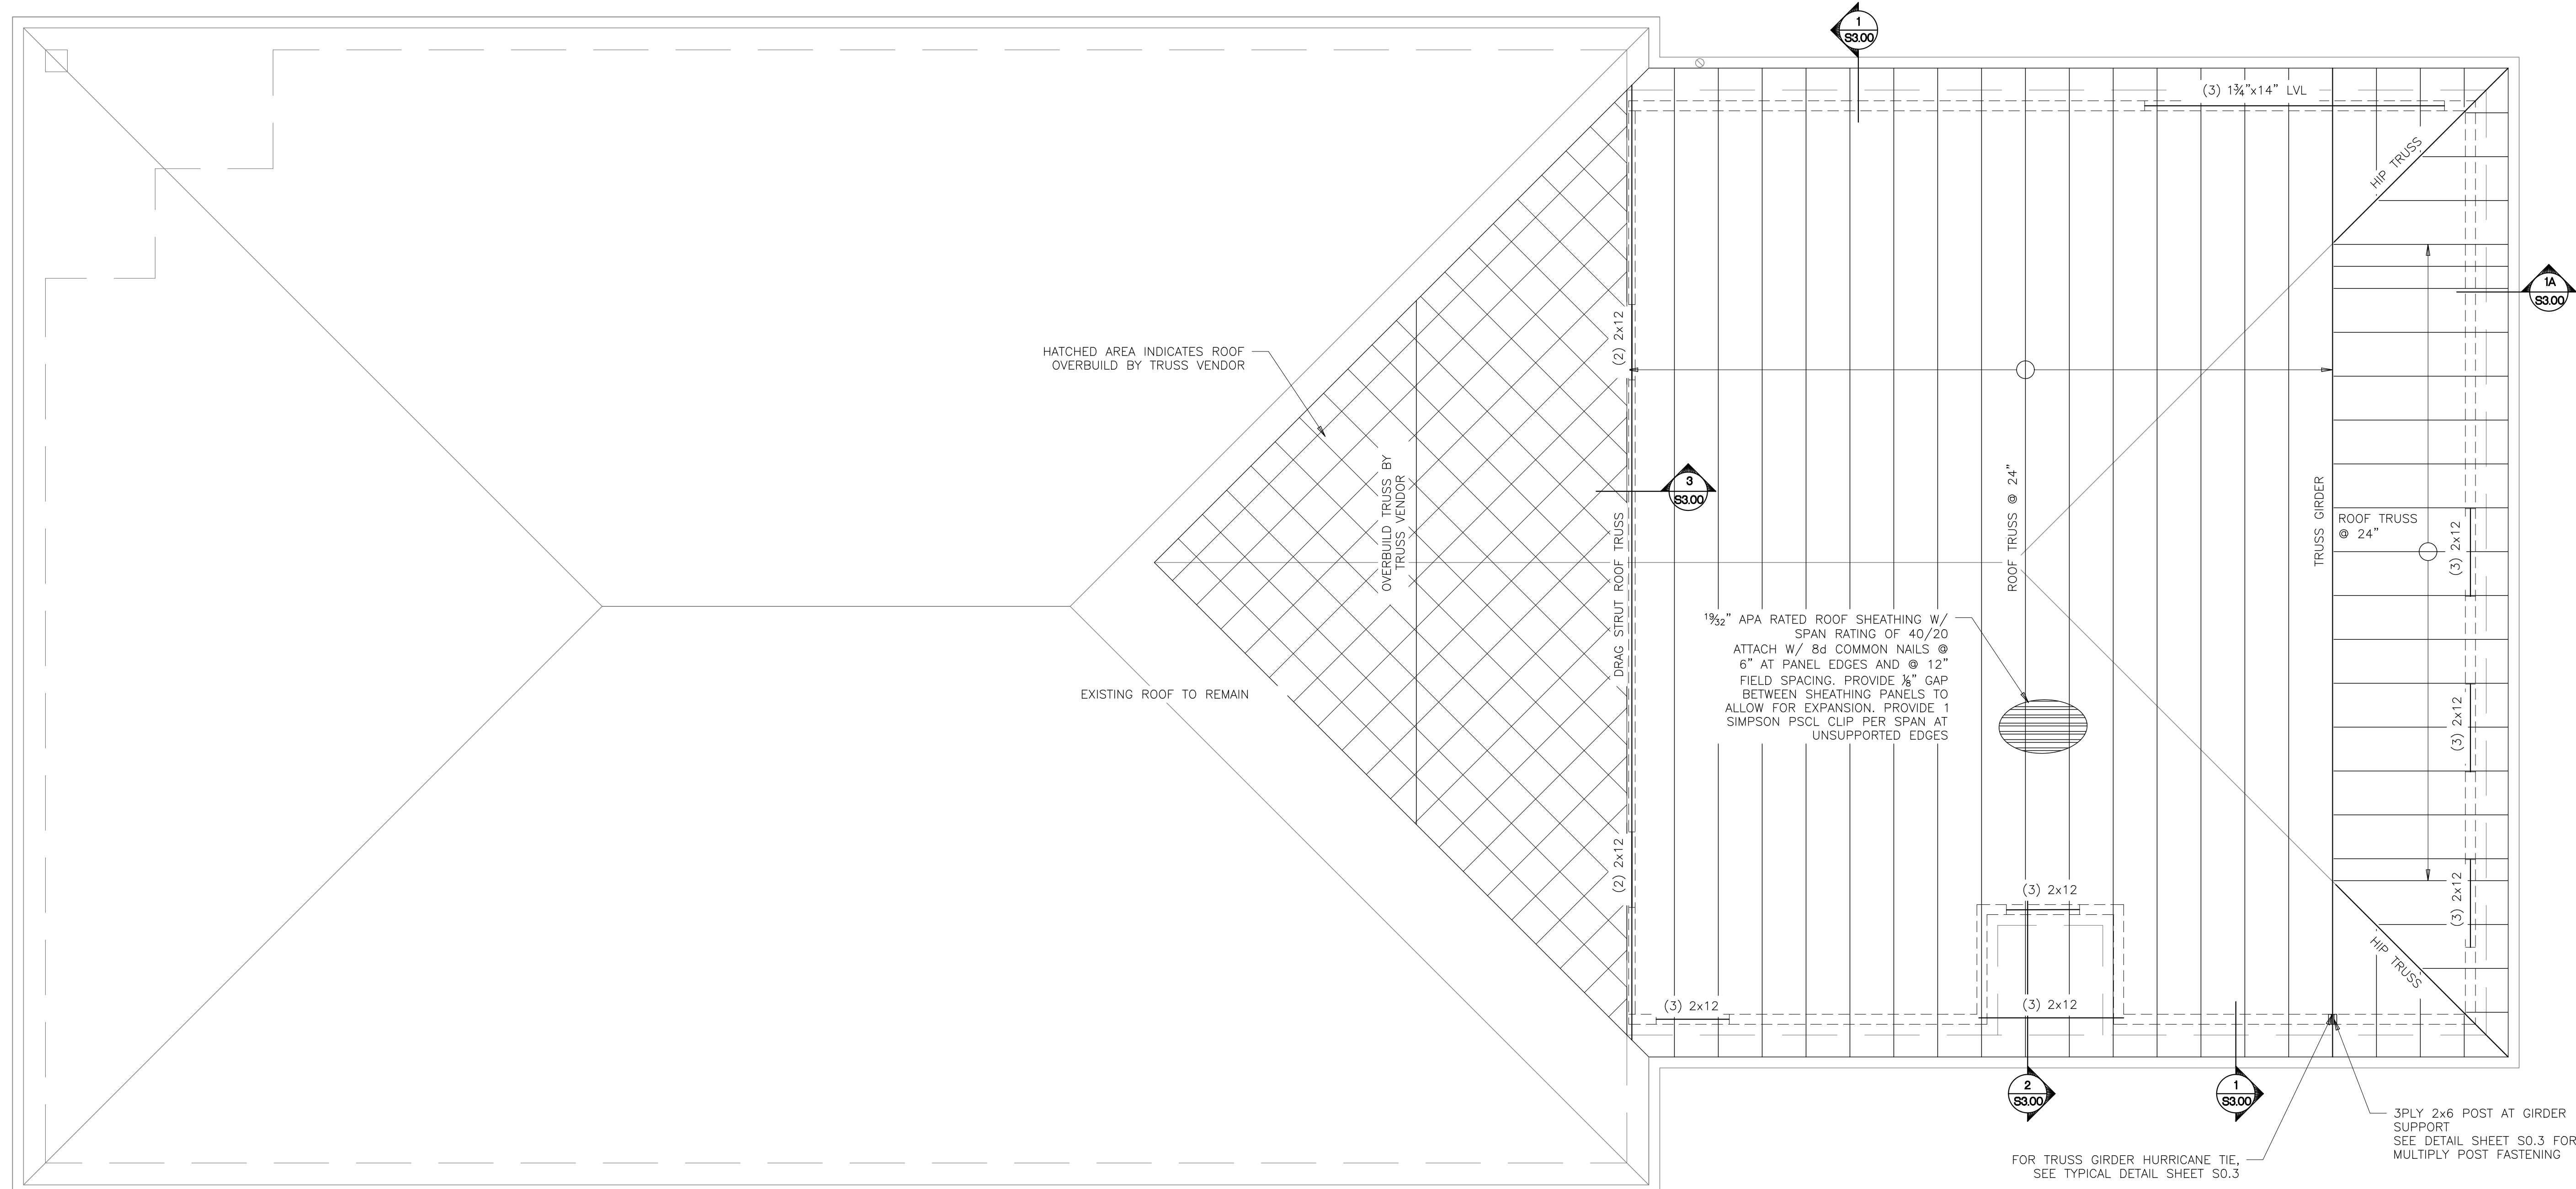 1
S3.00
(3) 1¾"x14" LVL
HIP TRUSS
1A
S3.00
(2) 2x12
HATCHED AREA INDICATES ROOF
OVERBUILD BY TRUSS VENDOR
OVERBUILD TRUSS BY
TRUSS VENDOR
3
S3.00
DRAG STRUT ROOF TRUSS
ROOF TRUSS @ 24"
TRUSS GIRDER
ROOF TRUSS
@ 24"
(3) 2x12
19/32" APA RATED ROOF SHEATHING W/
SPAN RATING OF 40/20
ATTACH W/ 8d COMMON NAILS @
6" AT PANEL EDGES AND @ 12"
FIELD SPACING. PROVIDE ⅛" GAP
BETWEEN SHEATHING PANELS TO
ALLOW FOR EXPANSION. PROVIDE 1
SIMPSON PSCL CLIP PER SPAN AT
UNSUPPORTED EDGES
EXISTING ROOF TO REMAIN
(3) 2x12
(2) 2x12
(3) 2x12
(3) 2x12
HIP TRUSS
(3) 2x12
(3) 2x12
2
S3.00
1
S3.00
3PLY 2x6 POST AT GIRDER
SUPPORT
SEE DETAIL SHEET S0.3 FOR
MULTIPLY POST FASTENING
FOR TRUSS GIRDER HURRICANE TIE,
SEE TYPICAL DETAIL SHEET S0.3